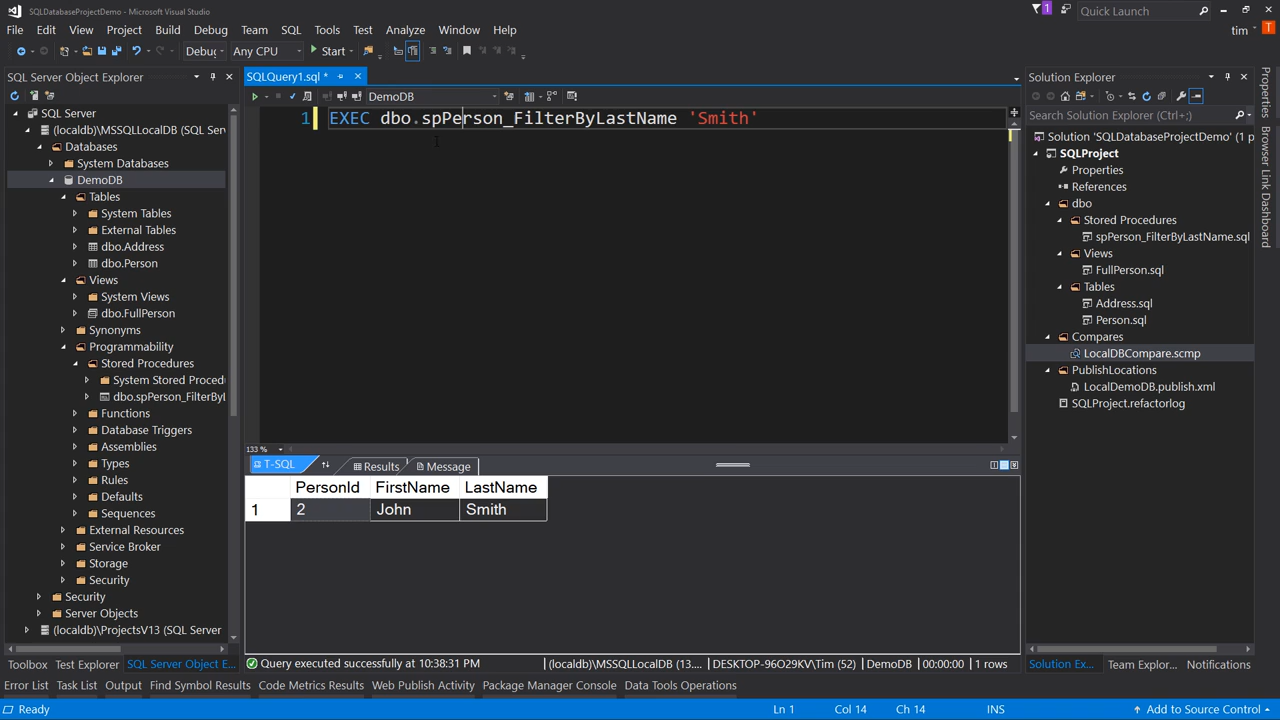 SQLDatabaseProjectDemo - Microsoft Visual Studio
1
Quick Launch
File Edit View Project Build Debug Team SQL Tools Test Analyze Window Help
tim
T
Debug Any CPU Start
SQL Server Object Explorer
SQL Server
(localdb)\MSSQLLocalDB (SQL Serv
Databases
System Databases
DemoDB
Tables
System Tables
External Tables
dbo.Address
dbo.Person
Views
System Views
dbo.FullPerson
Synonyms
Programmability
Stored Procedures
System Stored Proced
dbo.spPerson_FilterByL
Functions
Database Triggers
Assemblies
Types
Rules
Defaults
Sequences
External Resources
Service Broker
Storage
Security
Security
Server Objects
(localdb)\ProjectsV13 (SQL Server
Toolbox Test Explorer SQL Server Object E...
SQLQuery1.sql *
DemoDB
1 EXEC dbo.spPerson_FilterByLastName 'Smith'
133 %
T-SQL Results Message
PersonId FirstName LastName
1 2 John Smith
Query executed successfully at 10:38:31 PM (localdb)\MSSQLLocalDB (13.... DESKTOP-96O29KV\Tim (52) DemoDB 00:00:00 1 rows
Solution Explorer
Search Solution Explorer (Ctrl+;)
Solution 'SQLDatabaseProjectDemo' (1 p
SQLProject
Properties
References
dbo
Stored Procedures
spPerson_FilterByLastName.sql
Views
FullPerson.sql
Tables
Address.sql
Person.sql
Compares
LocalDBCompare.scmp
PublishLocations
LocalDemoDB.publish.xml
SQLProject.refactorlog
Solution Ex... Team Explor... Notifications
Properties
Browser Link Dashboard
Error List Task List Output Find Symbol Results Code Metrics Results Web Publish Activity Package Manager Console Data Tools Operations
Ready Ln 1 Col 14 Ch 14 INS Add to Source Control